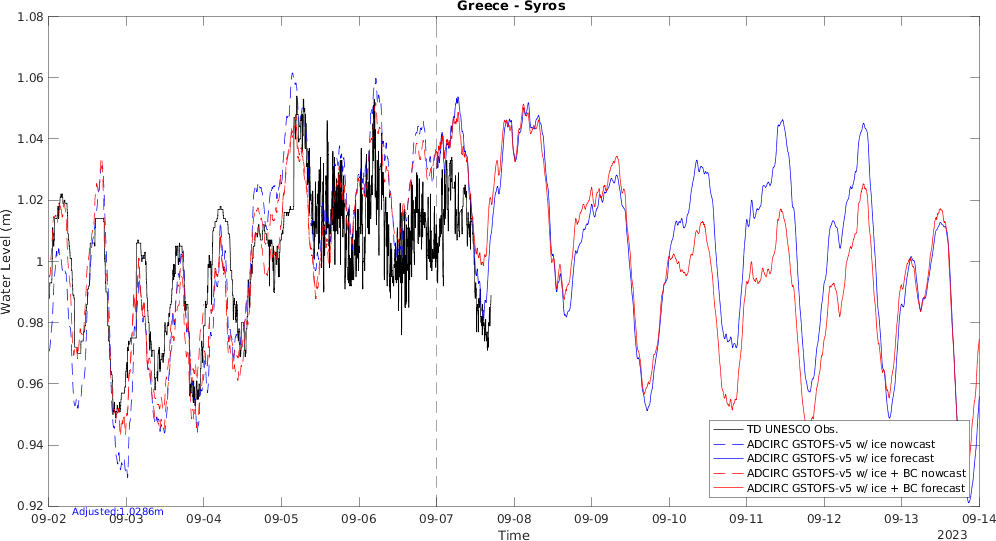 Greece - Syros
1.08
1.06
1.04
1.02
1
0.98
0.96
0.94
0.92
Water Level (m)
TD UNESCO Obs.
ADCIRC GSTOFS-v5 w/ ice nowcast
ADCIRC GSTOFS-v5 w/ ice forecast
ADCIRC GSTOFS-v5 w/ ice + BC nowcast
ADCIRC GSTOFS-v5 w/ ice + BC forecast
Adjusted:1.0286m
09-02 09-03 09-04 09-05 09-06 09-07 09-08 09-09 09-10 09-11 09-12 09-13 09-14
Time
2023